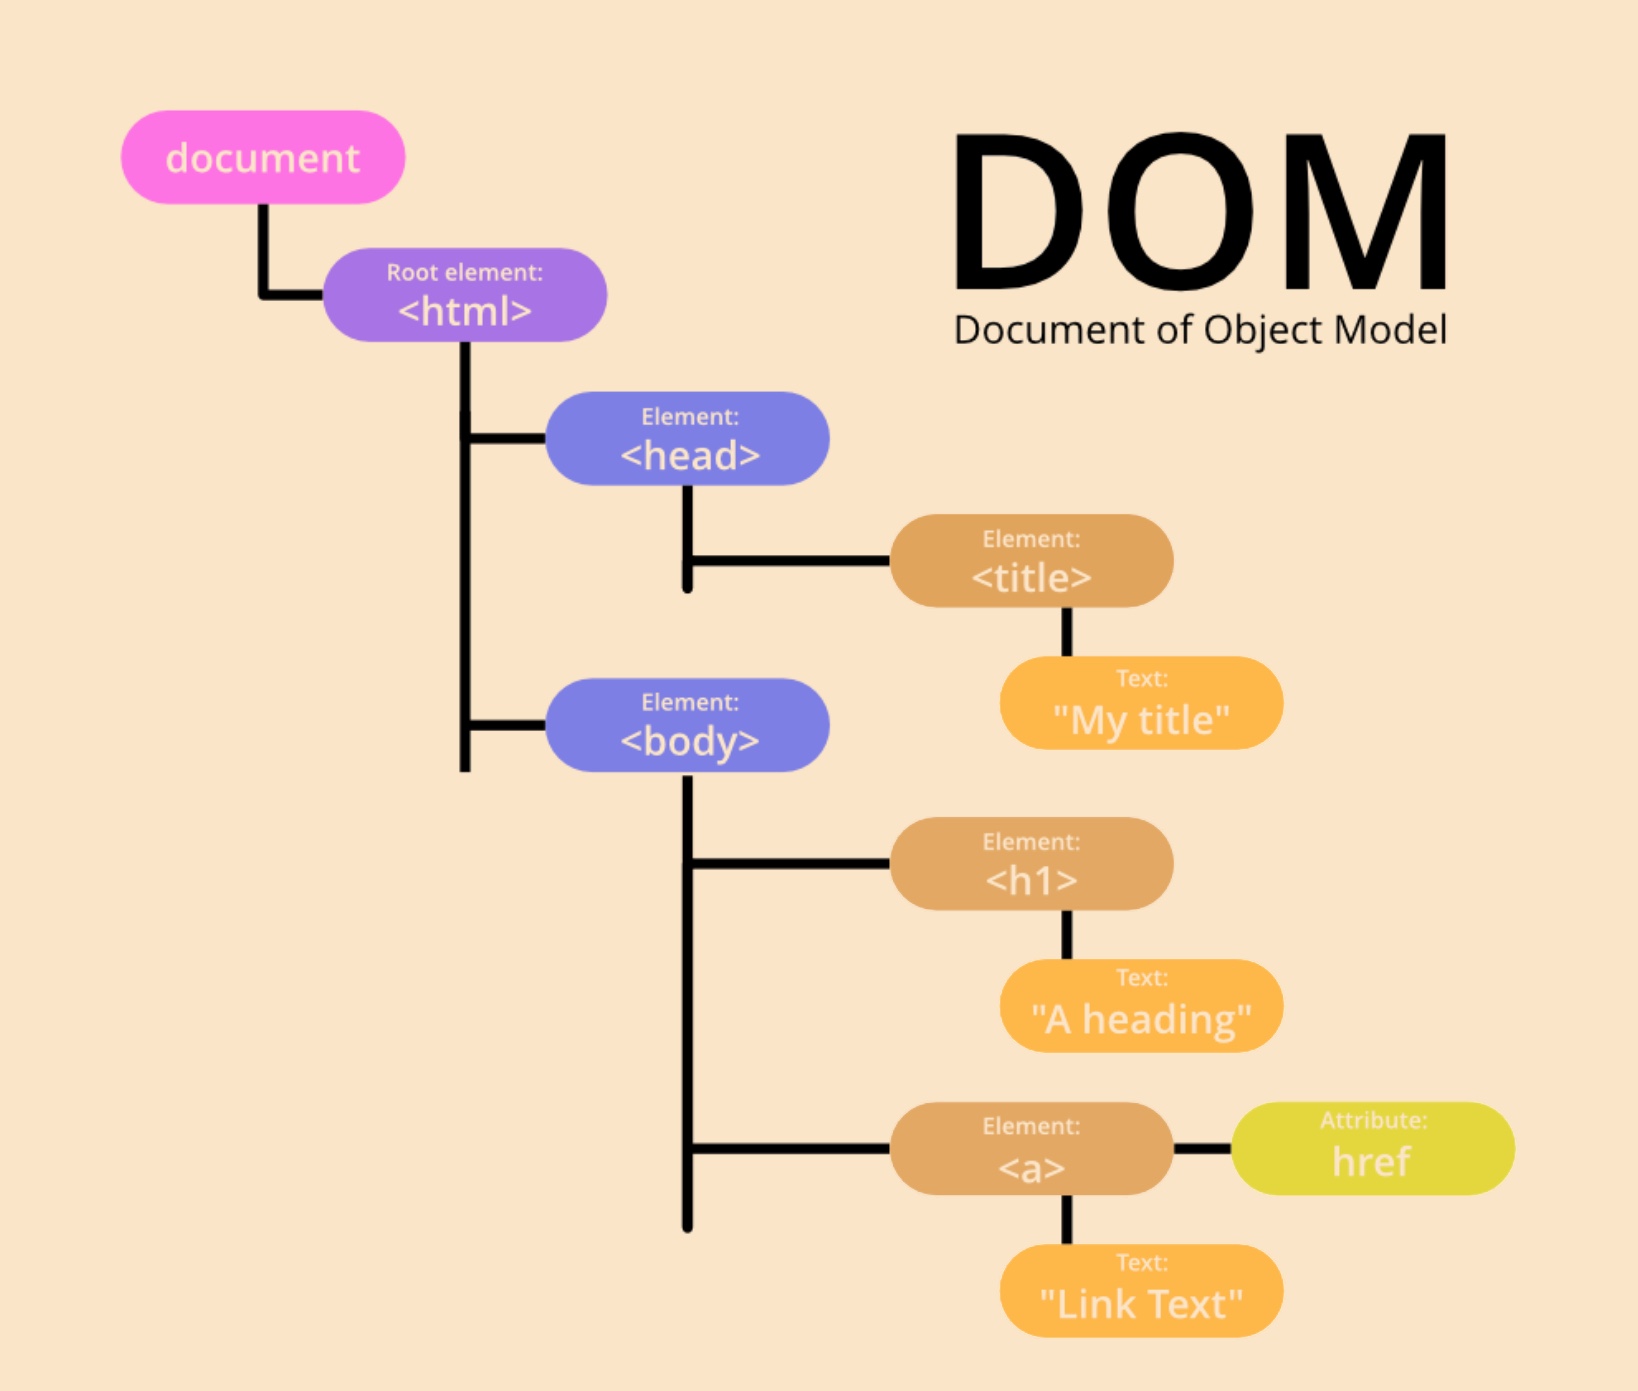 document
DOM
Document of Object Model
Root element:
<html>
Element:
<head>
Element:
<title>
Text:
"My title"
Element:
<body>
Element:
<h1>
Text:
"A heading"
Element:
<a>
Attribute:
href
Text:
"Link Text"